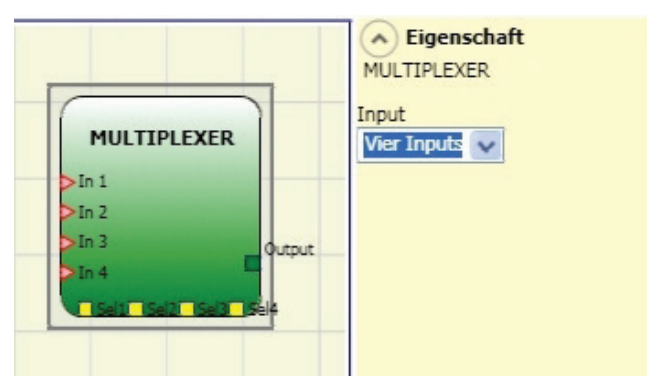 Eigenschaft
MULTIPLEXER
Input
Vier Inputs
MULTIPLEXER
In 1
In 2
In 3
In 4
Output
Sel1 Sel2 Sel3 Sel4